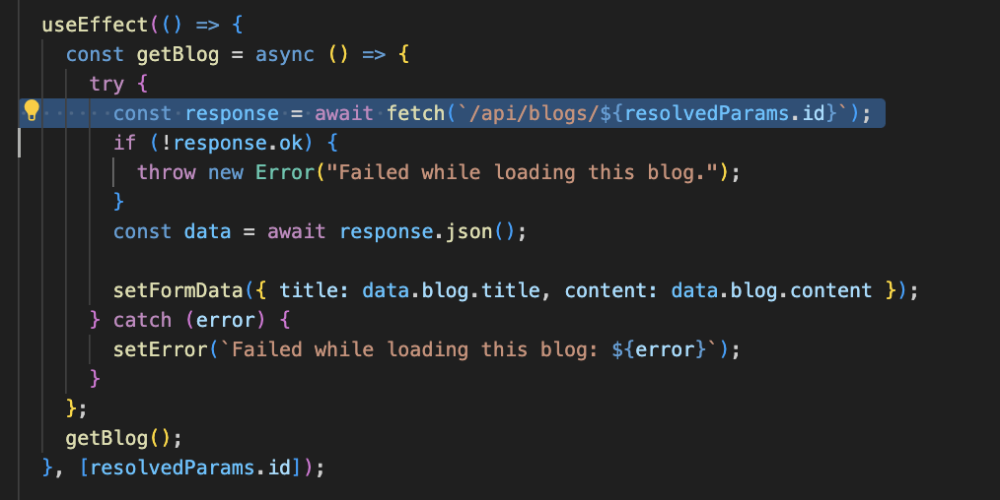 useEffect(() => {
const getBlog = async () => {
try {
const response = await fetch(`/api/blogs/${resolvedParams.id}`);
if (!response.ok) {
throw new Error("Failed while loading this blog.");
}
const data = await response.json();
setFormData({ title: data.blog.title, content: data.blog.content });
} catch (error) {
setError(`Failed while loading this blog: ${error}`);
}
};
getBlog();
}, [resolvedParams.id]);